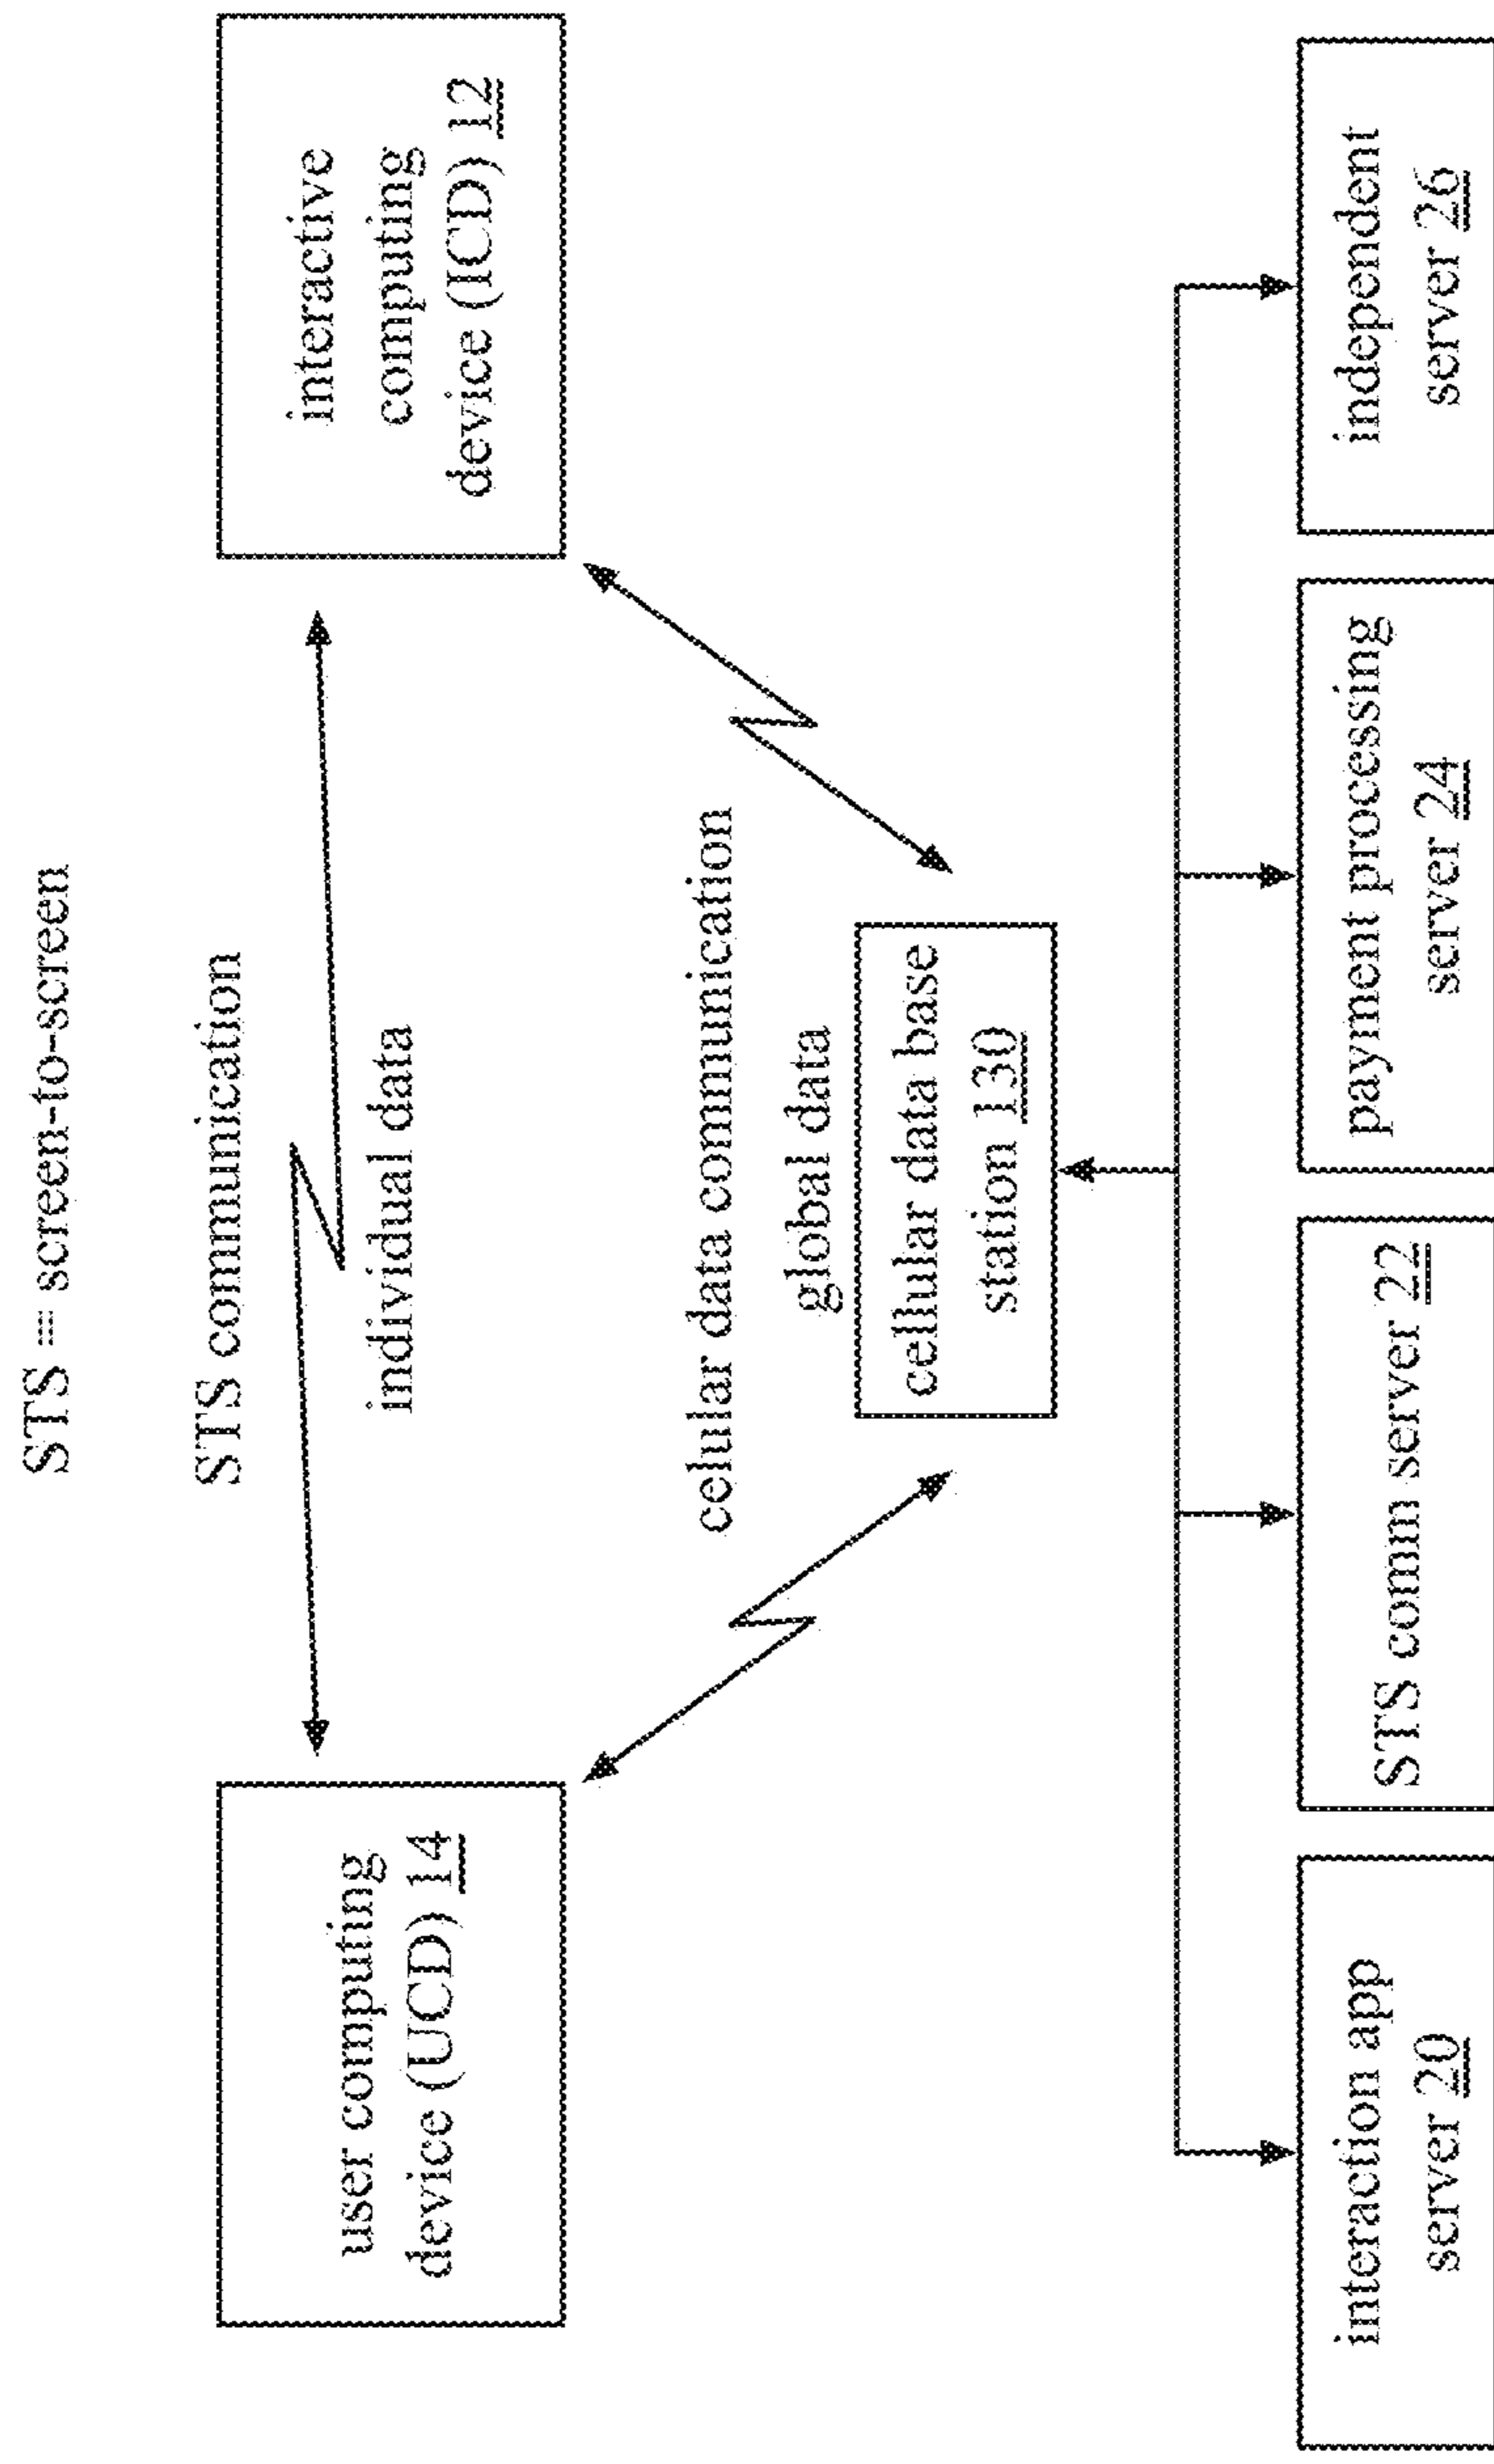 STS = screen-to-screen
STS communication
individual data
user computing
device (UCD) 14
interactive
computing
device (ICD) 12
celular data communication
global data
cellular data base
station 130
interaction app
server 20
STS comm server 22
payment processing
server 24
independent
server 26